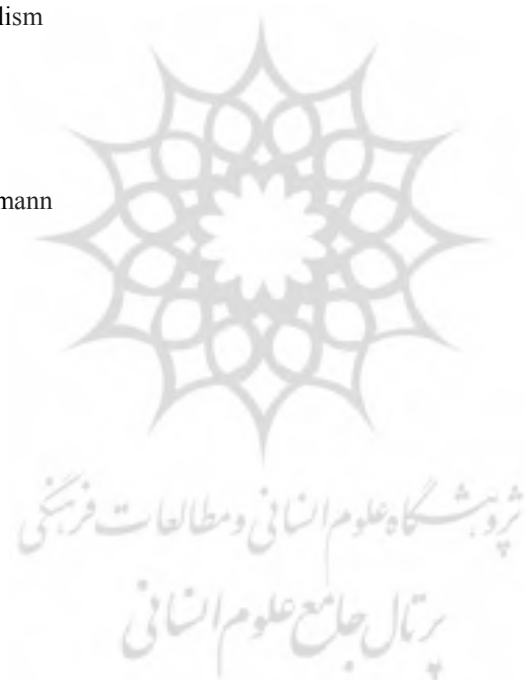 lism
mann
پژوهشگاه علوم انسانی و مطالعات فرهنگی
پرتال جامع علوم انسانی